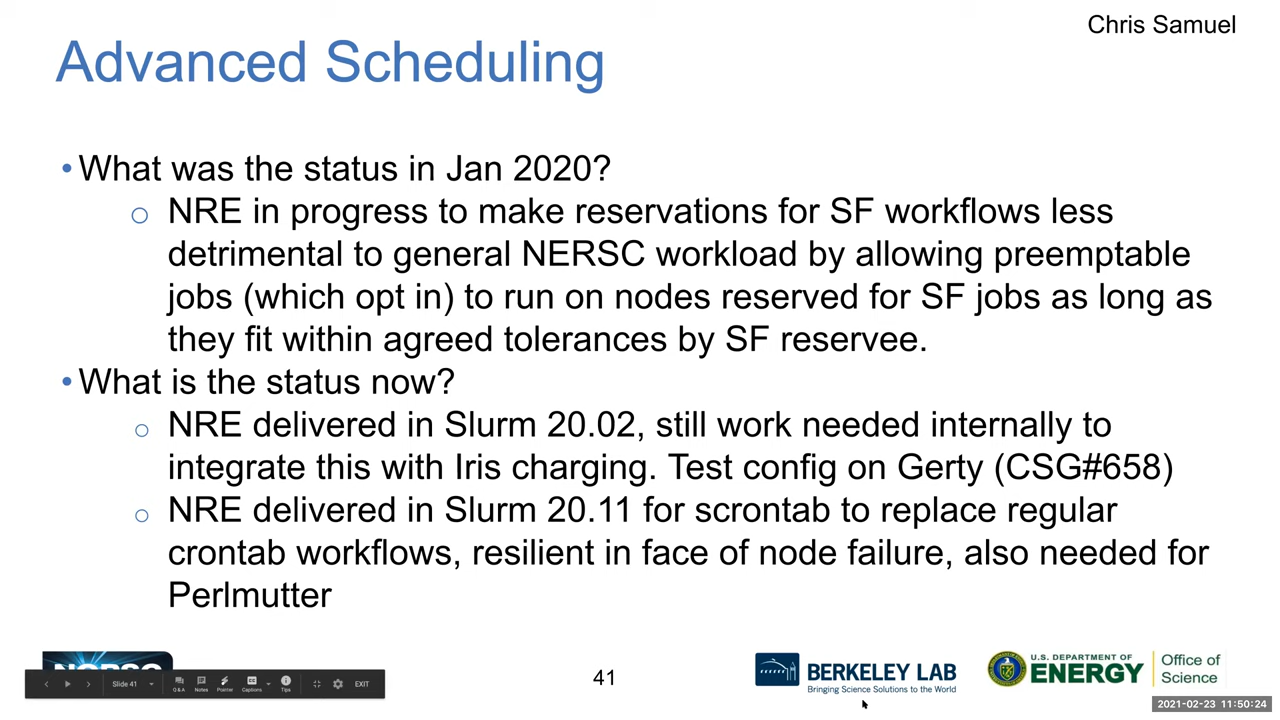 Chris Samuel
Advanced Scheduling
• What was the status in Jan 2020?
○ NRE in progress to make reservations for SF workflows less
detrimental to general NERSC workload by allowing preemptable
jobs (which opt in) to run on nodes reserved for SF jobs as long as
they fit within agreed tolerances by SF reservee.
• What is the status now?
○ NRE delivered in Slurm 20.02, still work needed internally to
integrate this with Iris charging. Test config on Gerty (CSG#658)
○ NRE delivered in Slurm 20.11 for scrontab to replace regular
crontab workflows, resilient in face of node failure, also needed for
Perlmutter
Slide 41
Q&A Notes Pointer Captions Tips EXIT
41
BERKELEY LAB
Bringing Science Solutions to the World
U.S. DEPARTMENT OF
ENERGY
Office of
Science
2021-02-23 11:50:24